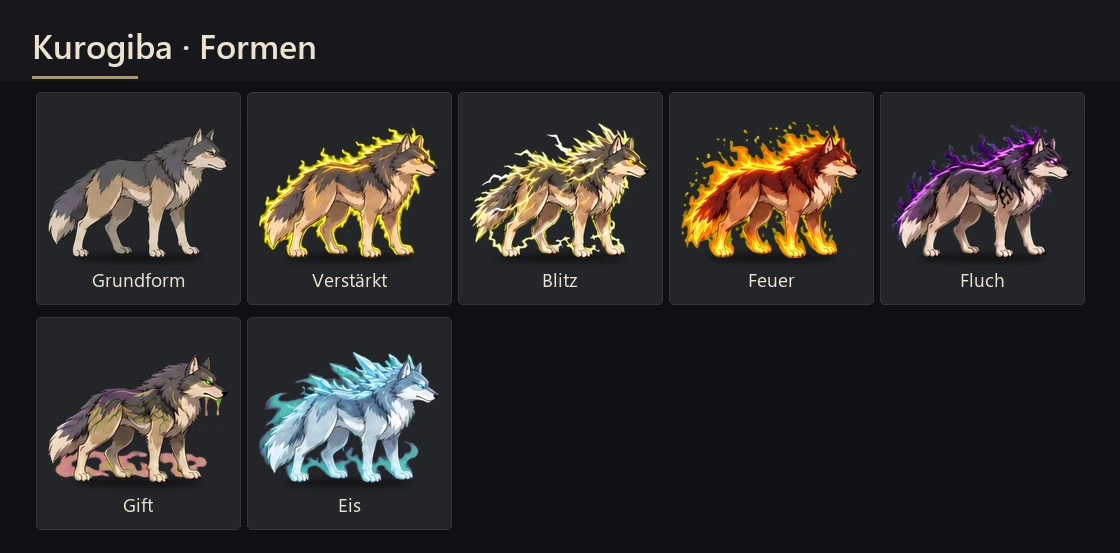 Kurogiba · Formen
Grundform
Verstärkt
Blitz
Feuer
Fluch
Gift
Eis